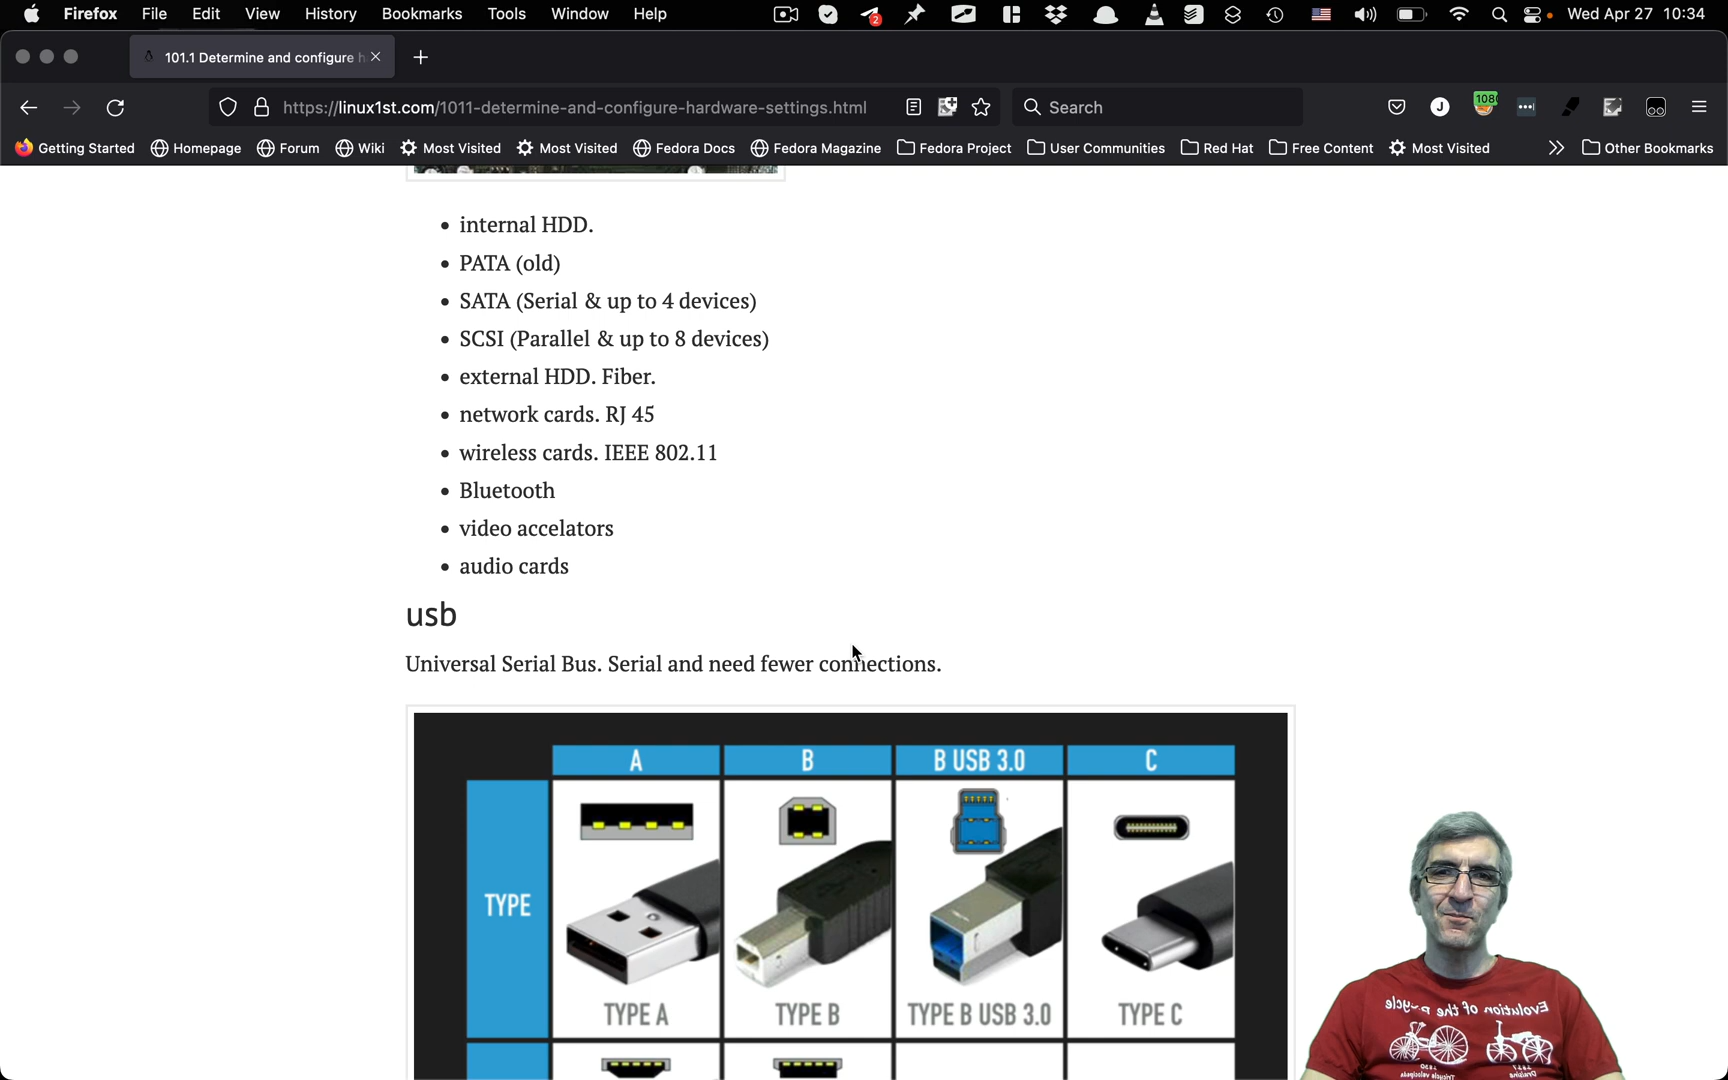 Firefox File Edit View History Bookmarks Tools Window Help 2 Wed Apr 27 10:34
101.1 Determine and configure h
https://linux1st.com/1011-determine-and-configure-hardware-settings.html Search J 108
Getting Started Homepage Forum Wiki Most Visited Most Visited Fedora Docs Fedora Magazine Fedora Project User Communities Red Hat Free Content Most Visited Other Bookmarks
• internal HDD.
• PATA (old)
• SATA (Serial & up to 4 devices)
• SCSI (Parallel & up to 8 devices)
• external HDD. Fiber.
• network cards. RJ 45
• wireless cards. IEEE 802.11
• Bluetooth
• video accelators
• audio cards
usb
Universal Serial Bus. Serial and need fewer connections.
A B B USB 3.0 C
TYPE
TYPE A TYPE B TYPE B USB 3.0 TYPE C
Evolution of the